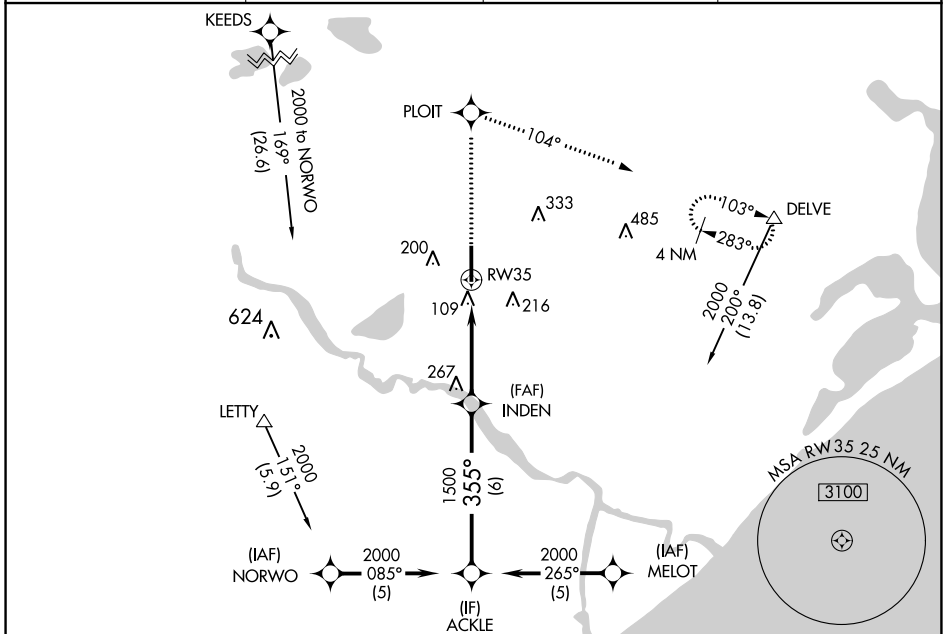 KEEDS
2000 to NORWO
169°
(26.6)
PLOIT
104°
333
485
103°
DELVE
283°
4 NM
200
RW35
109
216
2000
200°
(13.8)
624
267
(FAF)
INDEN
LETTY
2000
151°
(5.9)
1500
355°
(6)
MSA RW35 25 NM
3100
(IAF)
NORWO
2000
085°
(5)
2000
265°
(5)
(IAF)
MELOT
(IF)
ACKLE